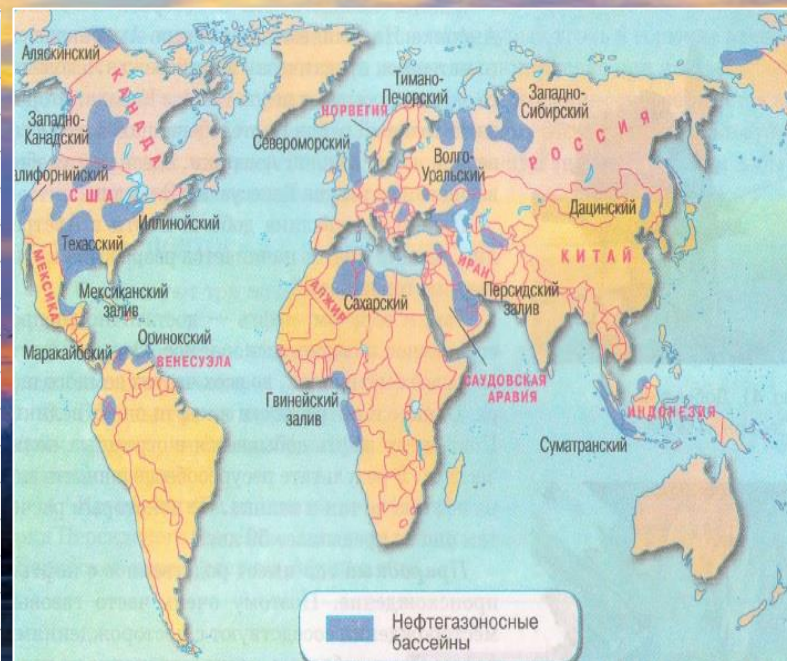 Аляскинский
КАНАДА
Западно-
Канадский
алифорнийский
США
Иллинойский
Техасский
МЕКСИКА
Мексиканский
залив
Маракайбский
Оринокский
ВЕНЕСУЭЛА
Тимано-
Печорский
НОРВЕГИЯ
Североморский
Волго-
Уральский
Западно-
Сибирский
РОССИЯ
Дацинский
КИТАЙ
ИРАН
Персидский
залив
АЛЖИР
Сахарский
САУДОВСКАЯ
АРАВИЯ
Гвинейский
залив
ИНДОНЕЗИЯ
Суматранский
Нефтегазоносные
бассейны